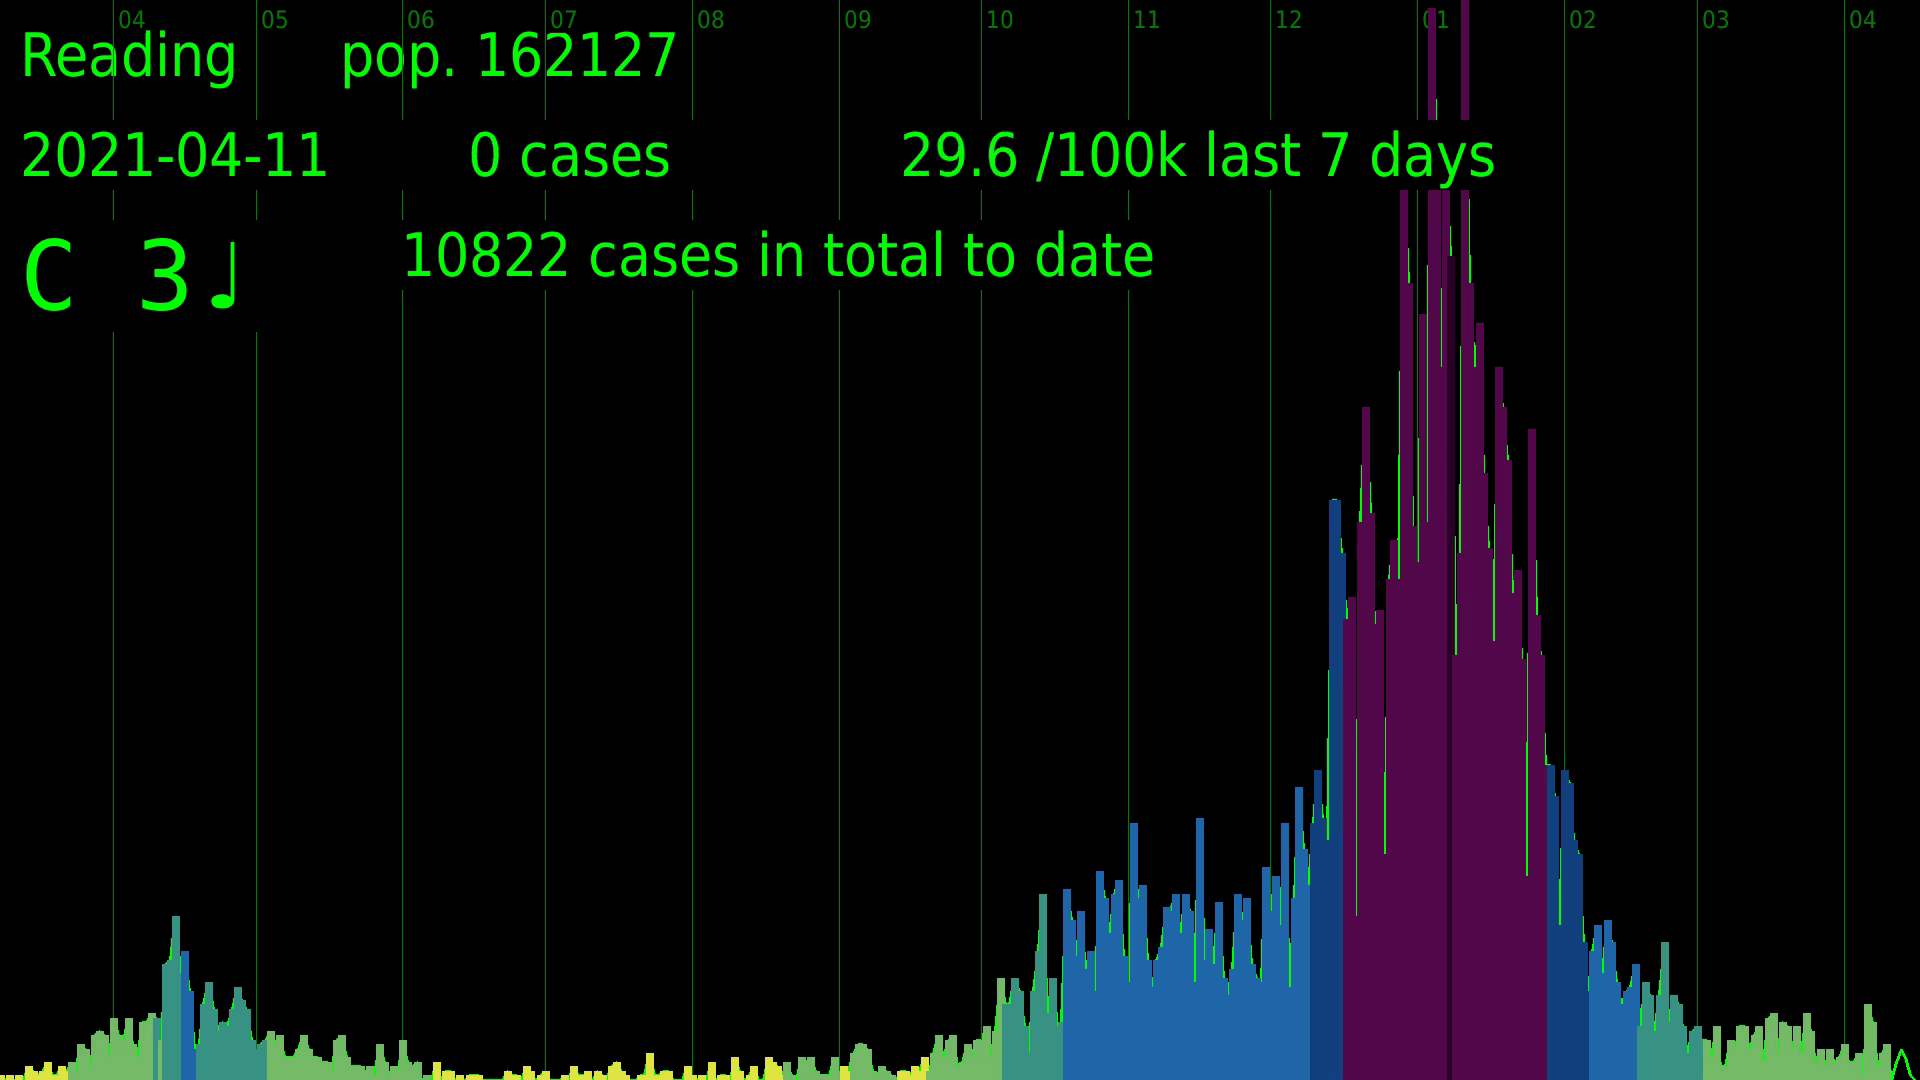 04 05 06 07 08 09 10 11 12 01 02 03 04
Reading pop. 162127
2021-04-11 0 cases 29.6 /100k last 7 days
C 3♩ 10822 cases in total to date